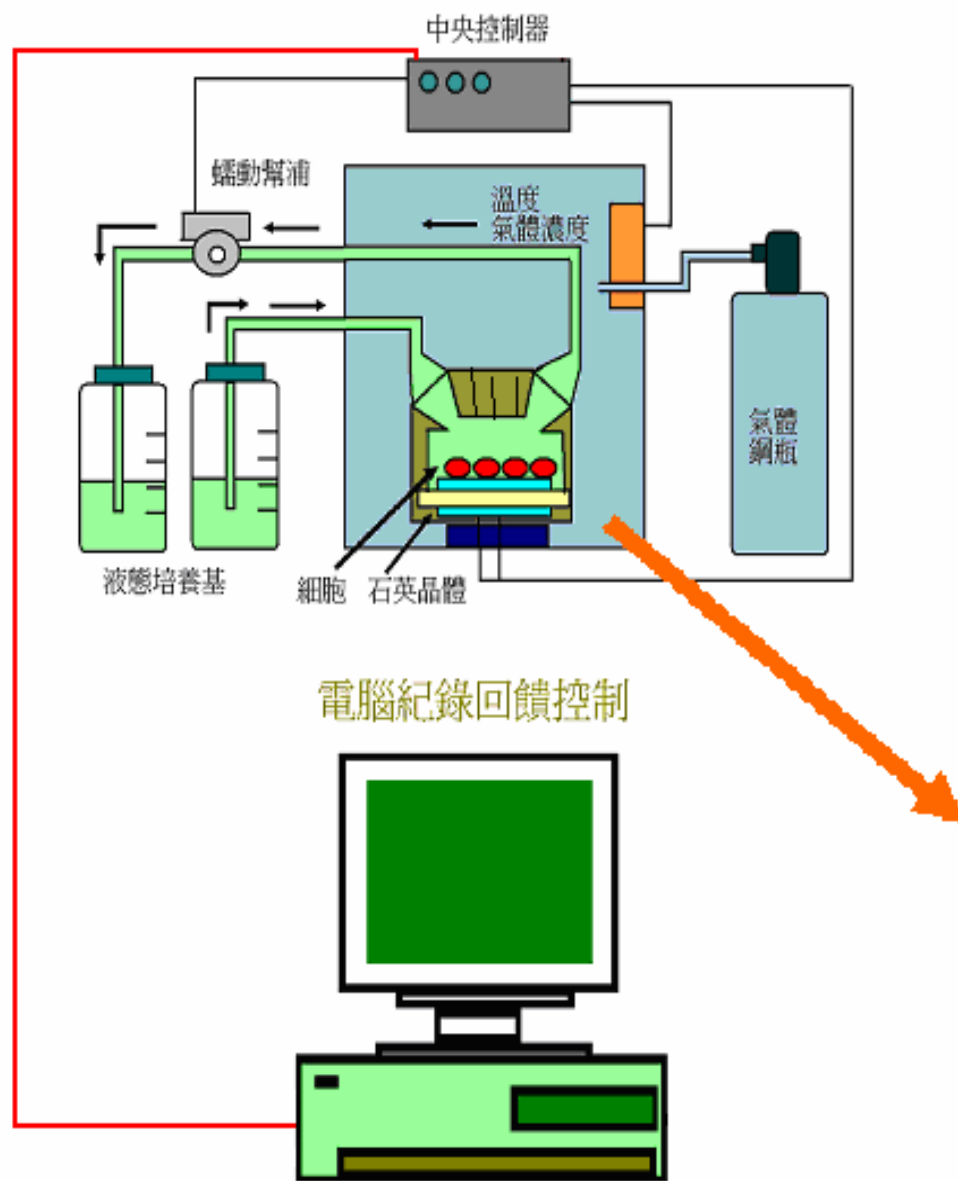 中央控制器
蠕動幫浦
溫度
氣體濃度
氣體
鋼瓶
液態培養基
細胞
石英晶體
電腦紀錄回饋控制